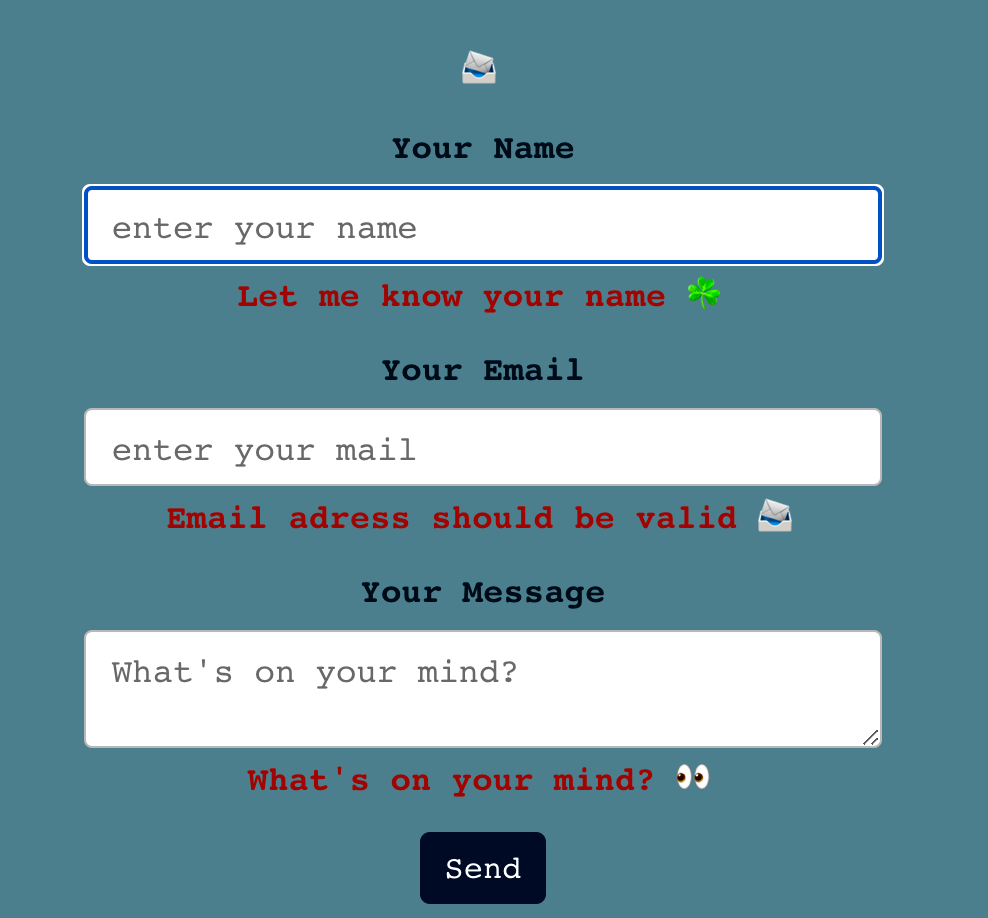 Your Name
enter your name
Let me know your name ☘️
Your Email
enter your mail
Email adress should be valid 📨
Your Message
What's on your mind?
What's on your mind? 👀
Send